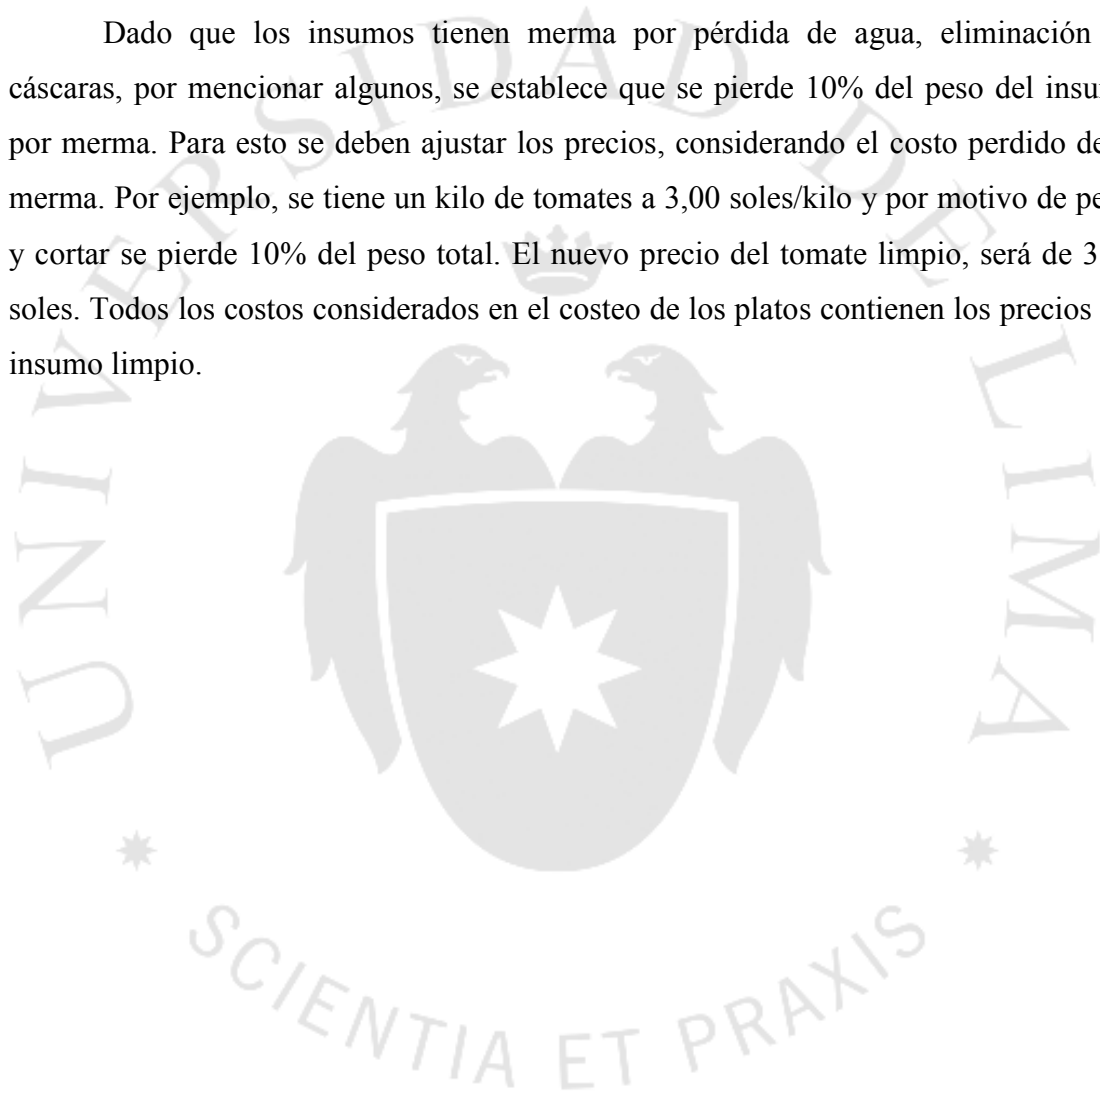 Dado que los insumos tienen merma por pérdida de agua, eliminación
cáscaras, por mencionar algunos, se establece que se pierde 10% del peso del
por merma. Para esto se deben ajustar los precios, considerando el costo perdido
merma. Por ejemplo, se tiene un kilo de tomates a 3,00 soles/kilo y por motivo de
y cortar se pierde 10% del peso total. El nuevo precio del tomate limpio, será de 3
soles. Todos los costos considerados en el costeo de los platos contienen los precios
insumo limpio.
UNIVERSIDAD DE LIMA
SCIENTIA ET PRAXIS